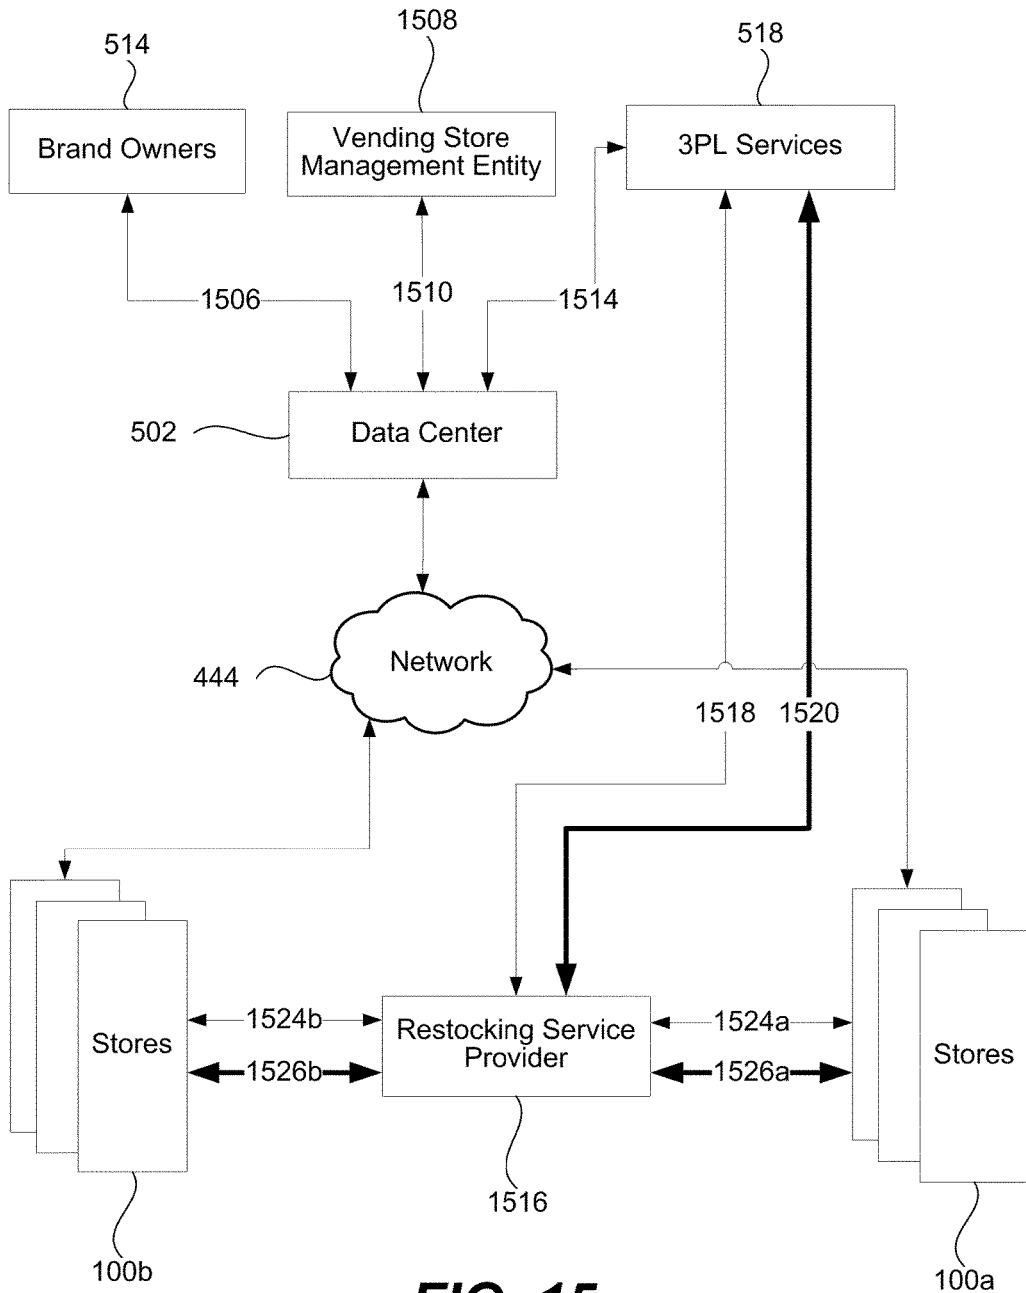 514
1508
518
Brand Owners
Vending Store
Management Entity
3PL Services
1506
1510
1514
502
Data Center
444
Network
1518
1520
1524b
Restocking Service
Provider
1524a
Stores
1526b
1526a
Stores
1516
100b
100a
FIG. 15